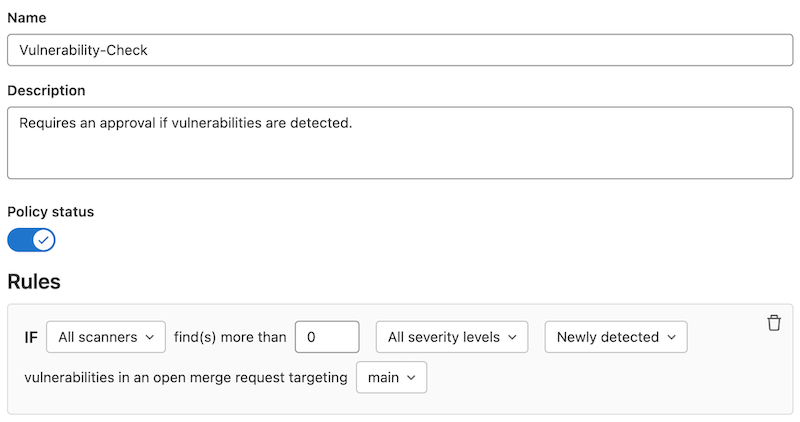 Name
Vulnerability-Check
Description
Requires an approval if vulnerabilities are detected.
Policy status
Rules
IF All scanners find(s) more than 0 All severity levels Newly detected
vulnerabilities in an open merge request targeting main